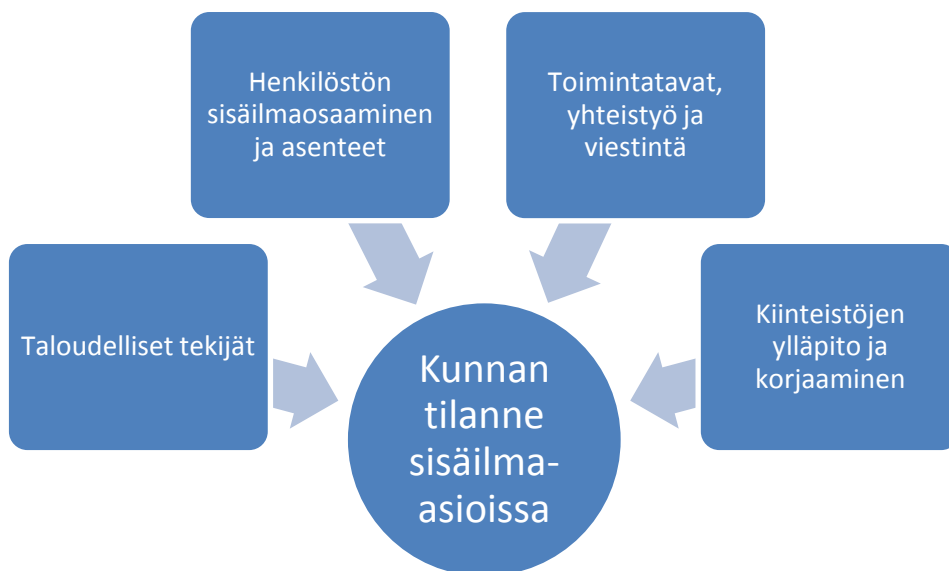 Henkilöstön
sisäilmaosaaminen
ja asenteet
Toimintatavat,
yhteistyö ja
viestintä
Taloudelliset tekijät
Kiinteistöjen
ylläpito ja
korjaaminen
Kunnan
tilanne
sisäilma-
asioissa